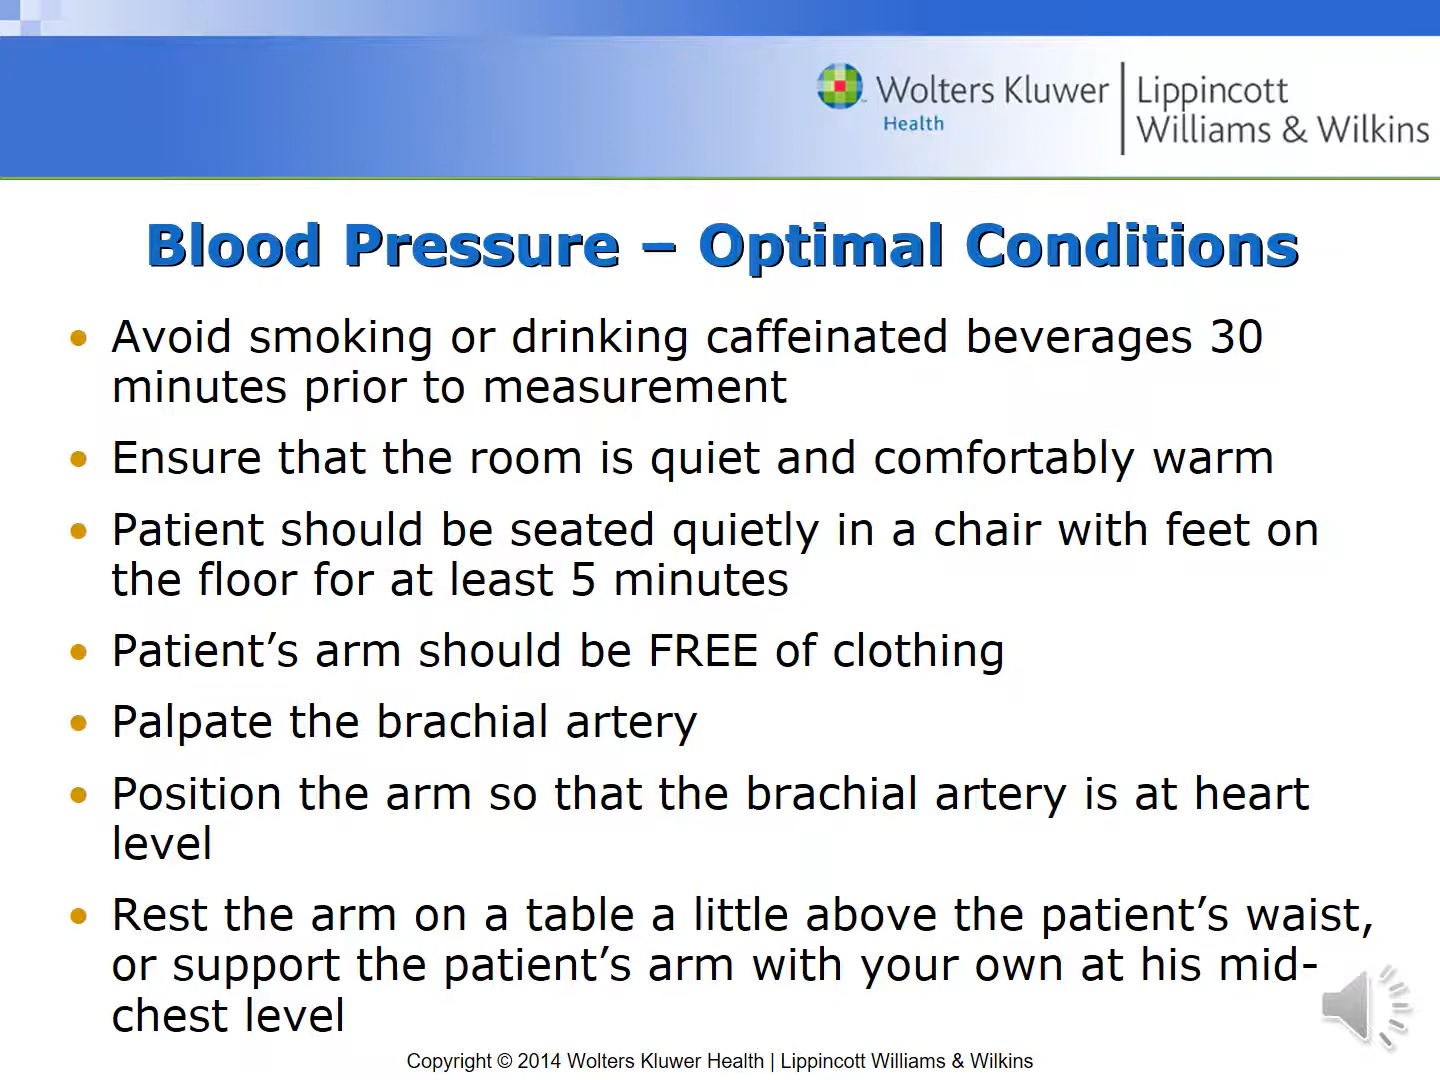 Wolters Kluwer
Health
Lippincott
Williams & Wilkins
Blood Pressure – Optimal Conditions
• Avoid smoking or drinking caffeinated beverages 30
minutes prior to measurement
• Ensure that the room is quiet and comfortably warm
• Patient should be seated quietly in a chair with feet on
the floor for at least 5 minutes
• Patient’s arm should be FREE of clothing
• Palpate the brachial artery
• Position the arm so that the brachial artery is at heart
level
• Rest the arm on a table a little above the patient’s waist,
or support the patient’s arm with your own at his mid-
chest level
Copyright © 2014 Wolters Kluwer Health | Lippincott Williams & Wilkins